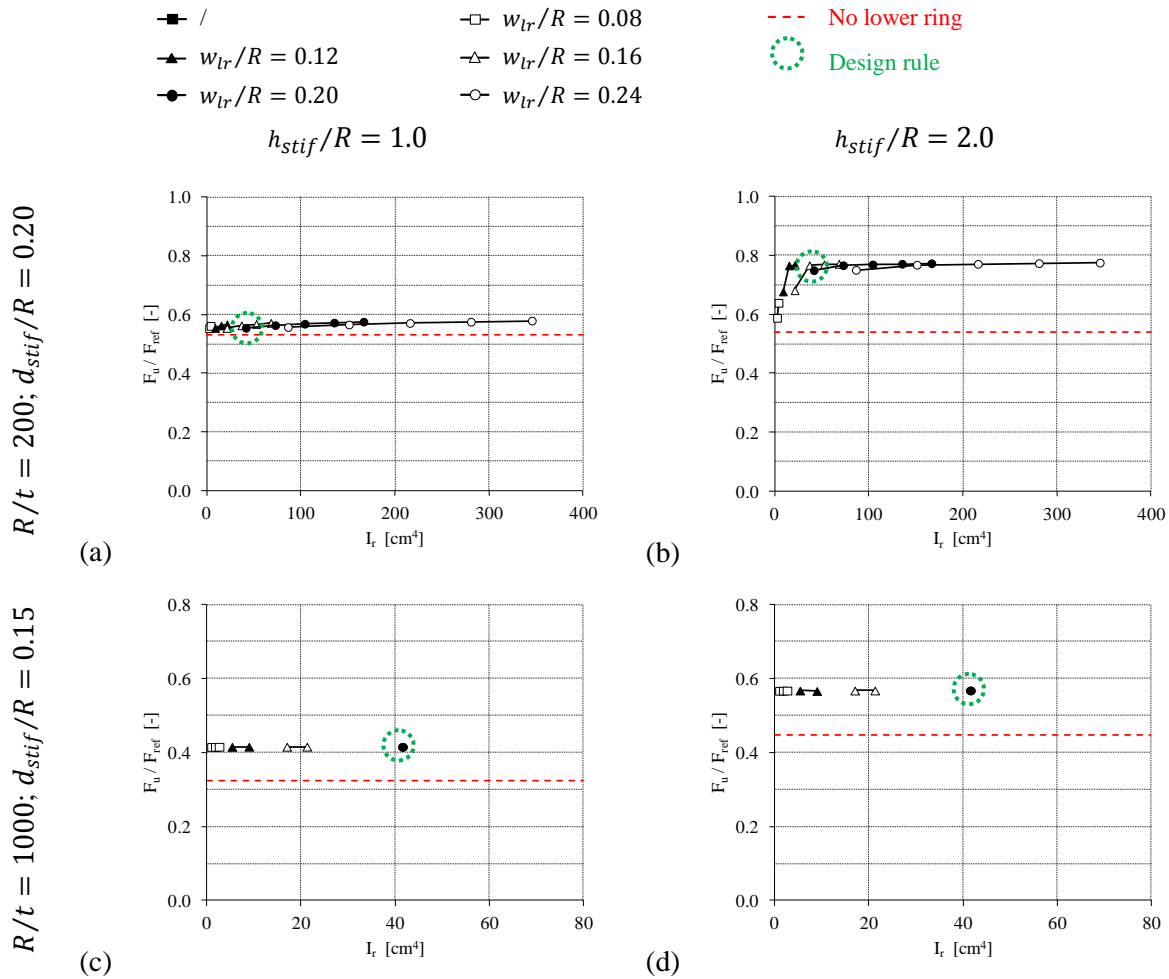 /
w_lr/R = 0.08
No lower ring
w_lr/R = 0.12
w_lr/R = 0.16
Design rule
w_lr/R = 0.20
w_lr/R = 0.24
h_stif/R = 1.0
h_stif/R = 2.0
R/t = 200; d_stif/R = 0.20
1.0
0.8
0.6
0.4
0.2
0.0
F_u / F_ref [-]
0 100 200 300 400
I_r [cm⁴]
(a)
1.0
0.8
0.6
0.4
0.2
0.0
F_u / F_ref [-]
0 100 200 300 400
I_r [cm⁴]
(b)
R/t = 1000; d_stif/R = 0.15
0.8
0.6
0.4
0.2
0.0
F_u / F_ref [-]
0 20 40 60 80
I_r [cm⁴]
(c)
0.8
0.6
0.4
0.2
0.0
F_u / F_ref [-]
0 20 40 60 80
I_r [cm⁴]
(d)